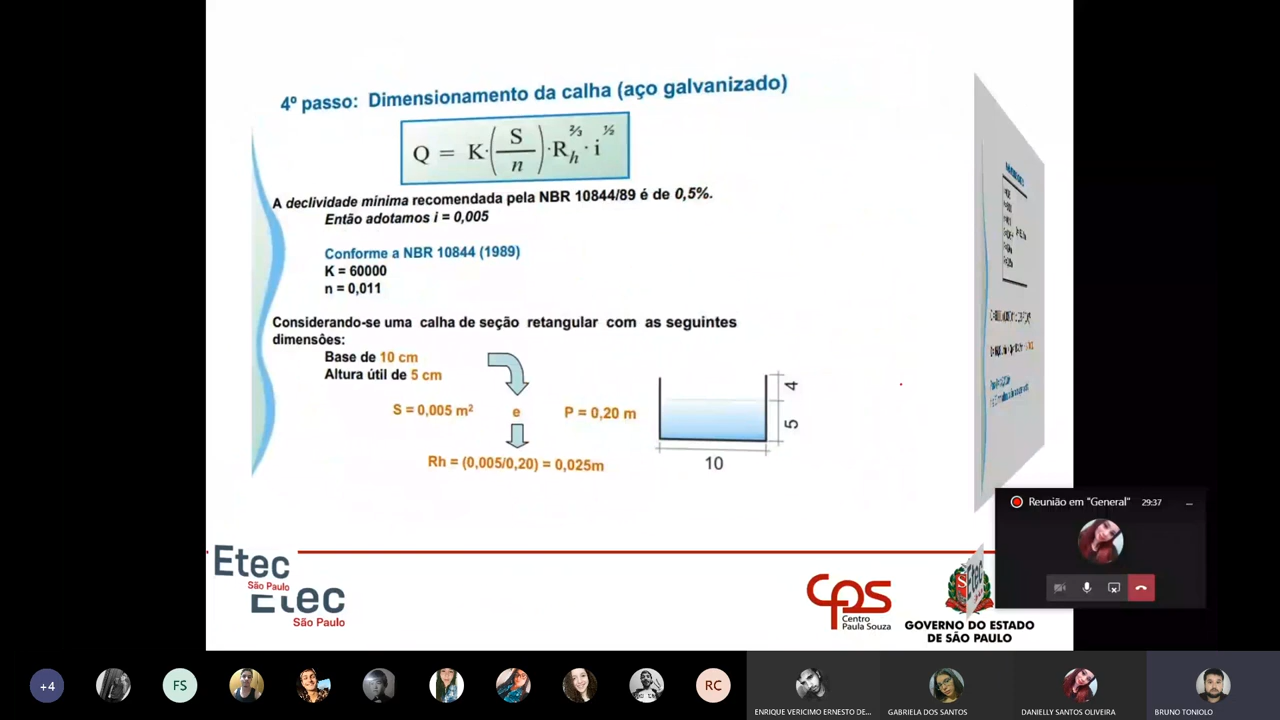 4º passo: Dimensionamento da calha (aço galvanizado)
Q = K·(S/n)·Rh^⅔·i^½
A declividade mínima recomendada pela NBR 10844/89 é de 0,5%.
Então adotamos i = 0,005
Conforme a NBR 10844 (1989)
K = 60000
n = 0,011
Considerando-se uma calha de seção retangular com as seguintes
dimensões:
Base de 10 cm
Altura útil de 5 cm
S = 0,005 m² e P = 0,20 m
Rh = (0,005/0,20) = 0,025m
4
5
10
Reunião em "General" 29:37
Etec
São Paulo
Etec
São Paulo
cps
Centro
Paula Souza
Etec
GOVERNO DO ESTADO
DE SÃO PAULO
+4
FS
RC
ENRIQUE VERICIMO ERNESTO DE...
GABRIELA DOS SANTOS
DANIELLY SANTOS OLIVEIRA
BRUNO TONIOLO